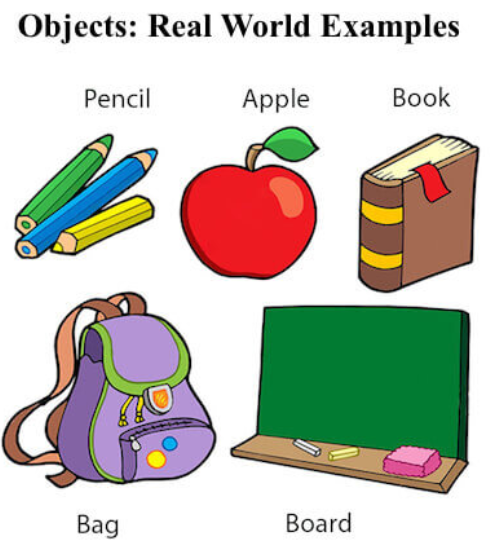 Objects: Real World Examples
Pencil Apple Book
Bag Board